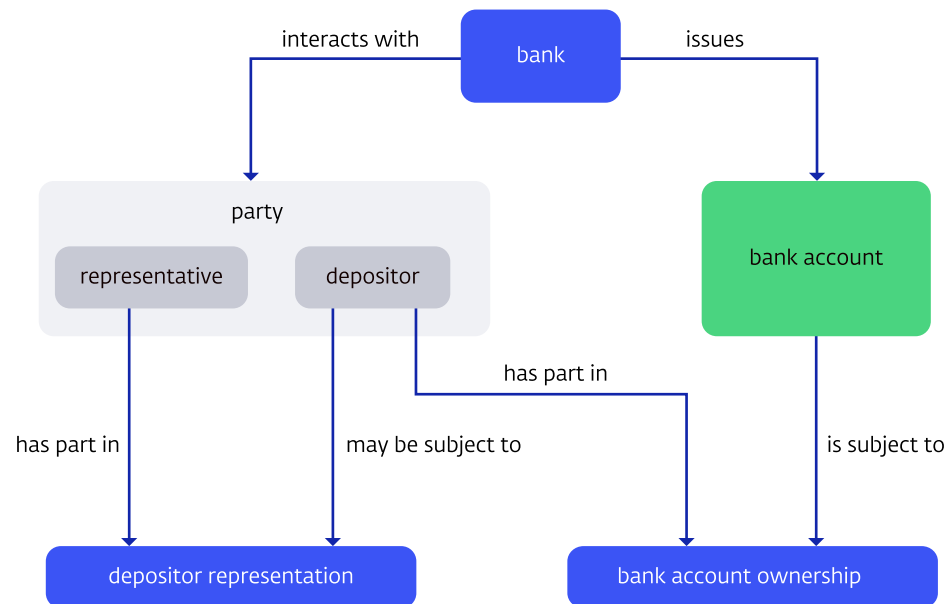 interacts with
bank
issues
party
representative
depositor
bank account
has part in
has part in
may be subject to
is subject to
depositor representation
bank account ownership